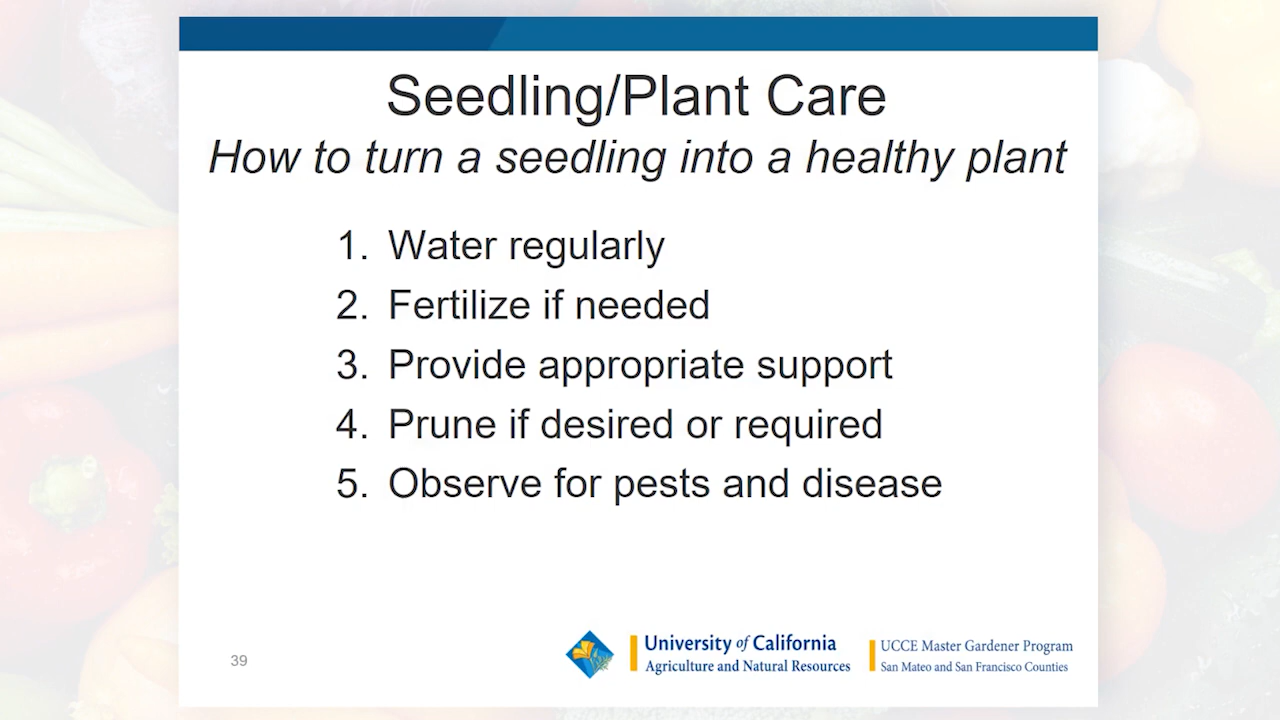 Seedling/Plant Care
How to turn a seedling into a healthy plant
1. Water regularly
2. Fertilize if needed
3. Provide appropriate support
4. Prune if desired or required
5. Observe for pests and disease
39
University of California
Agriculture and Natural Resources
UCCE Master Gardener Program
San Mateo and San Francisco Counties